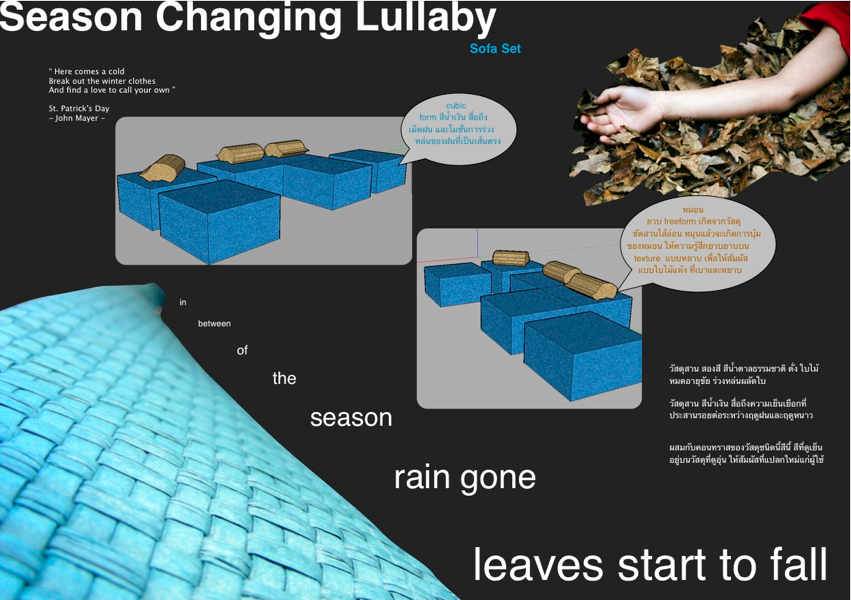 Season Changing Lullaby
Sofa Set
" Here comes a cold
Break out the winter clothes
And find a love to call your own "
St. Patrick's Day
~ John Mayer ~
cubic
form สีน้ำเงิน สื่อถึง
เม็ดฝน และโมชั่นการร่วง
หล่นของฝนที่เป็นเส้นตรง
หมอน
ยวบ freeform เกิดจากวัสดุ
ขัดสานไล่อ่อน หนุนแล้วจะเกิดการบุ๋ม
ของหมอน ให้ความรู้สึกยวบยาบบน
texture แบบหยาบ เพื่อให้สัมผัส
แบบใบไม้แห้ง ที่เบาและหยาบ
in
between
of
the
season
rain gone
leaves start to fall
วัสดุสาน สองสี สีน้ำตาลธรรมชาติ ดั่ง ใบไม้
หมดอายุขัย ร่วงหล่นผลัดใบ
วัสดุสาน สีน้ำเงิน สื่อถึงความเย็นเยือกที่
ประสานรอยต่อระหว่างฤดูฝนและฤดูหนาว
ผสมกับคอนทราสของวัสดุชนิดนี้สีนี้ สีที่ดูเย็น
อยู่บนวัสดุที่ดูอุ่น ให้สัมผัสที่แปลกใหม่แก่ผู้ใช้